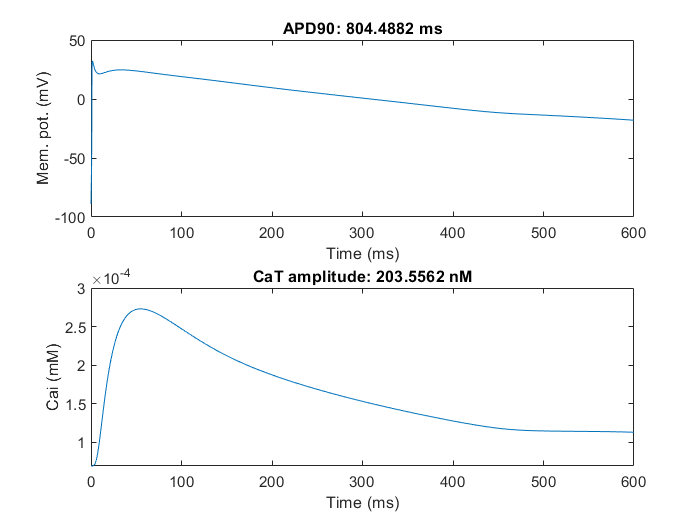 APD90: 804.4882 ms
50
0
-50
-100
Mem. pot. (mV)
0 100 200 300 400 500 600
Time (ms)
×10-4
CaT amplitude: 203.5562 nM
3
2.5
2
1.5
1
Cai (mM)
0 100 200 300 400 500 600
Time (ms)